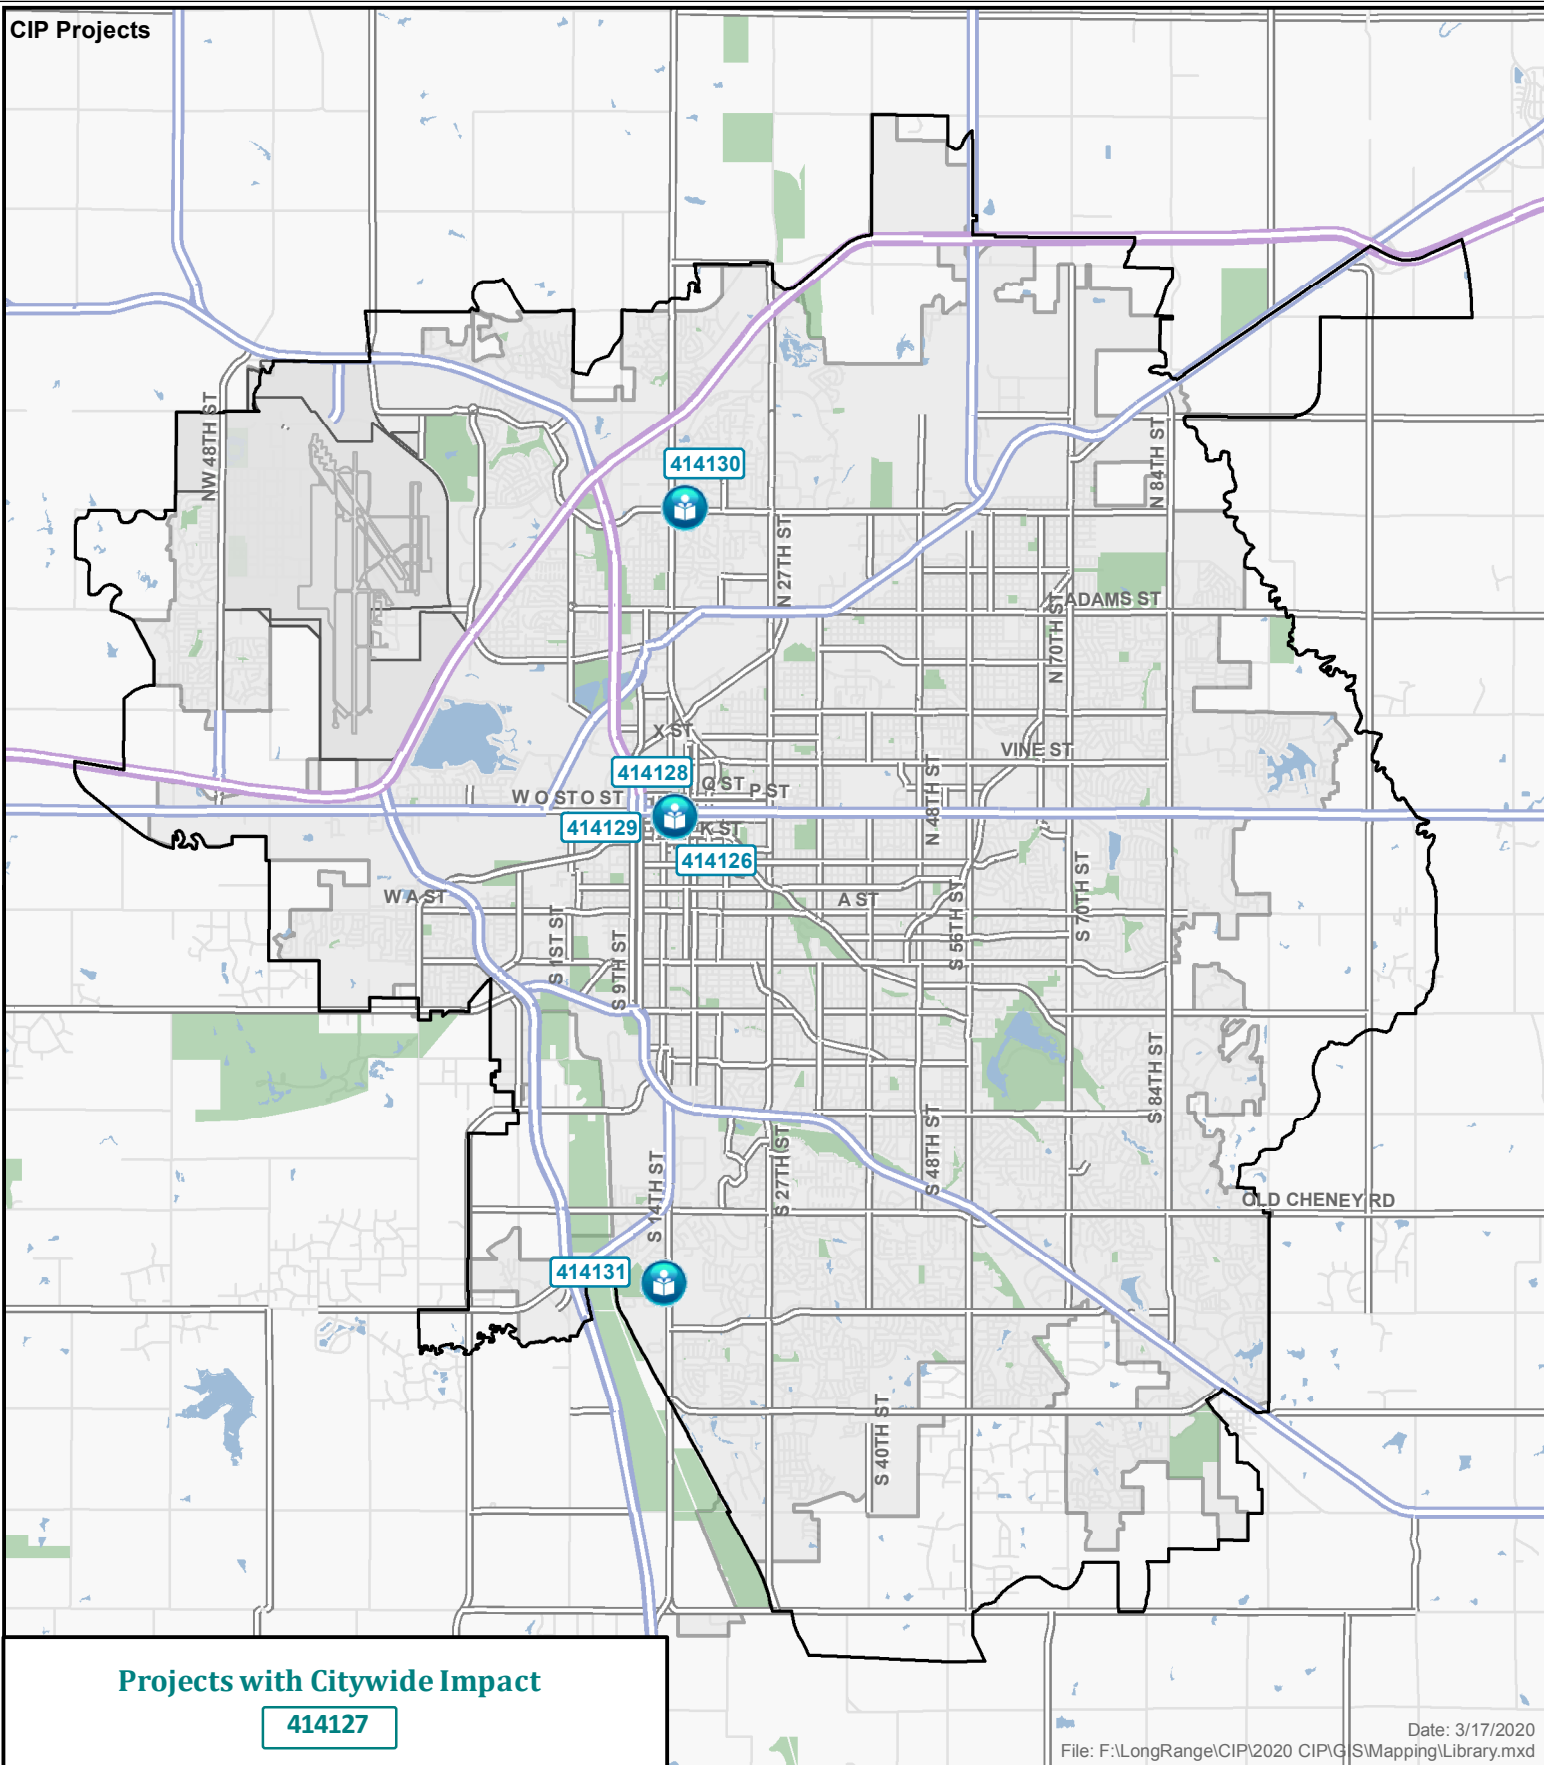 CIP Projects
NW 48TH ST
N 84TH ST
414130
N 27TH ST
ADAMS ST
N 70TH ST
X ST
VINE ST
414128
Q ST
P ST
W O ST
O ST
N 48TH ST
414129
K ST
414126
W A ST
A ST
S 1ST ST
S 9TH ST
S 56TH ST
S 70TH ST
S 84TH ST
S 14TH ST
S 27TH ST
S 48TH ST
OLD CHENEY RD
414131
S 40TH ST
Projects with Citywide Impact
414127
Date: 3/17/2020
File: F:\LongRange\CIP\2020 CIP\GIS\Mapping\Library.mxd